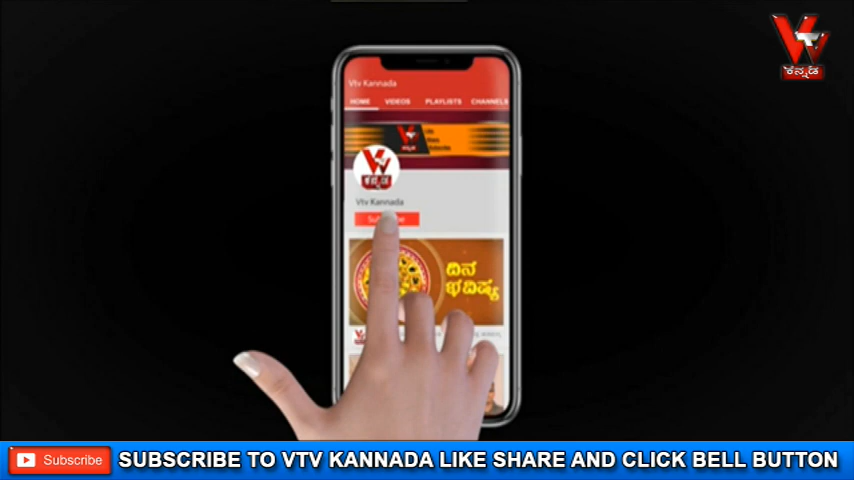 VTV
ಕನ್ನಡ
Vtv Kannada
HOME VIDEOS PLAYLISTS CHANNELS
Vtv Kannada
ದಿನ
ಭವಿಷ್ಯ
Subscribe SUBSCRIBE TO VTV KANNADA LIKE SHARE AND CLICK BELL BUTTON